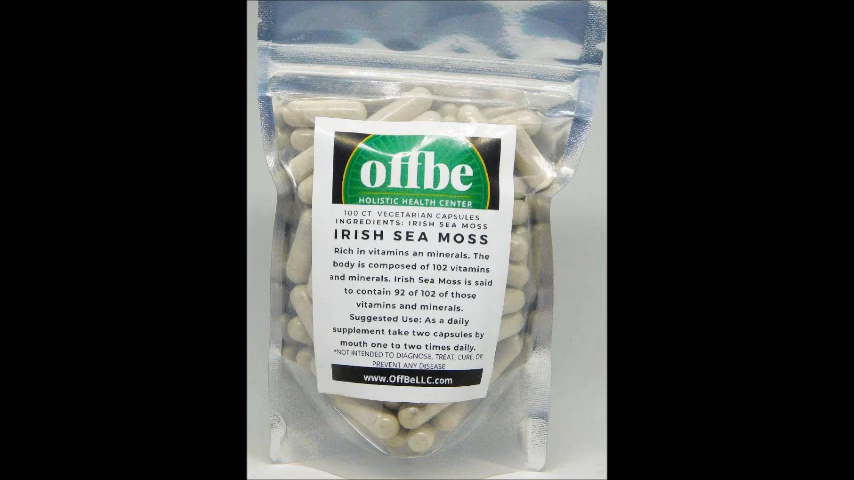 offbe
HOLISTIC HEALTH CENTER
100 CT. VEGETARIAN CAPSULES
INGREDIENTS: IRISH SEA MOSS
IRISH SEA MOSS
Rich in vitamins an minerals. The
body is composed of 102 vitamins
and minerals. Irish Sea Moss is said
to contain 92 of 102 of those
vitamins and minerals.
Suggested Use: As a daily
supplement take two capsules by
mouth one to two times daily.
*NOT INTENDED TO DIAGNOSE, TREAT, CURE, OR
PREVENT ANY DISEASE
www.OffBeLLC.com